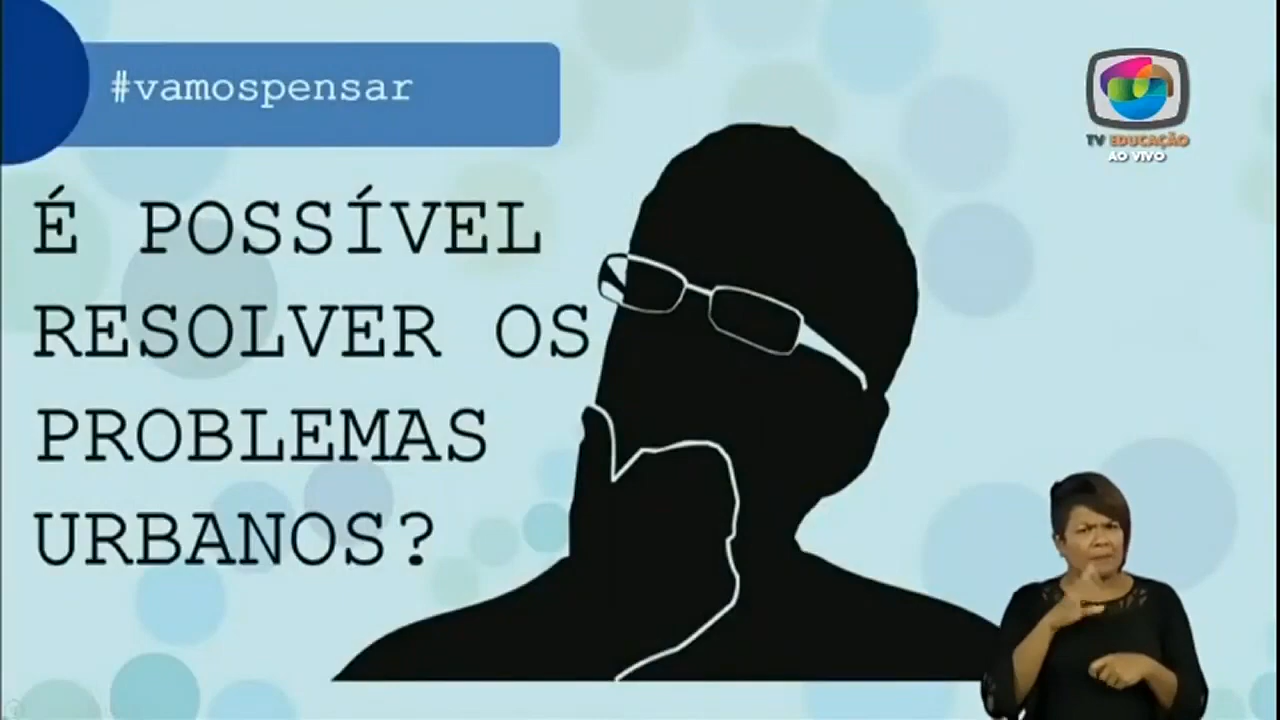 #vamospensar
É POSSÍVEL
RESOLVER OS
PROBLEMAS
URBANOS?
TV EDUCAÇÃO
AO VIVO